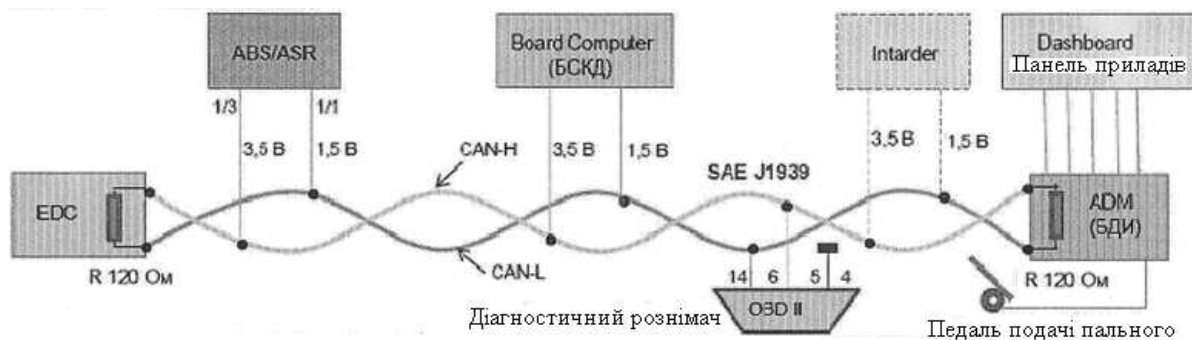 ABS/ASR
Board Computer
(БСКД)
Intarder
Dashboard
Панель приладів
1/3
1/1
3,5 В
1,5 В
CAN-H
3,5 В
1,5 В
SAE J1939
3,5 В
1,5 В
EDC
ADM
(БДИ)
R 120 Ом
CAN-L
14
6
5
4
R 120 Ом
Діагностичний рознімач
ОВD II
Педаль подачі пального